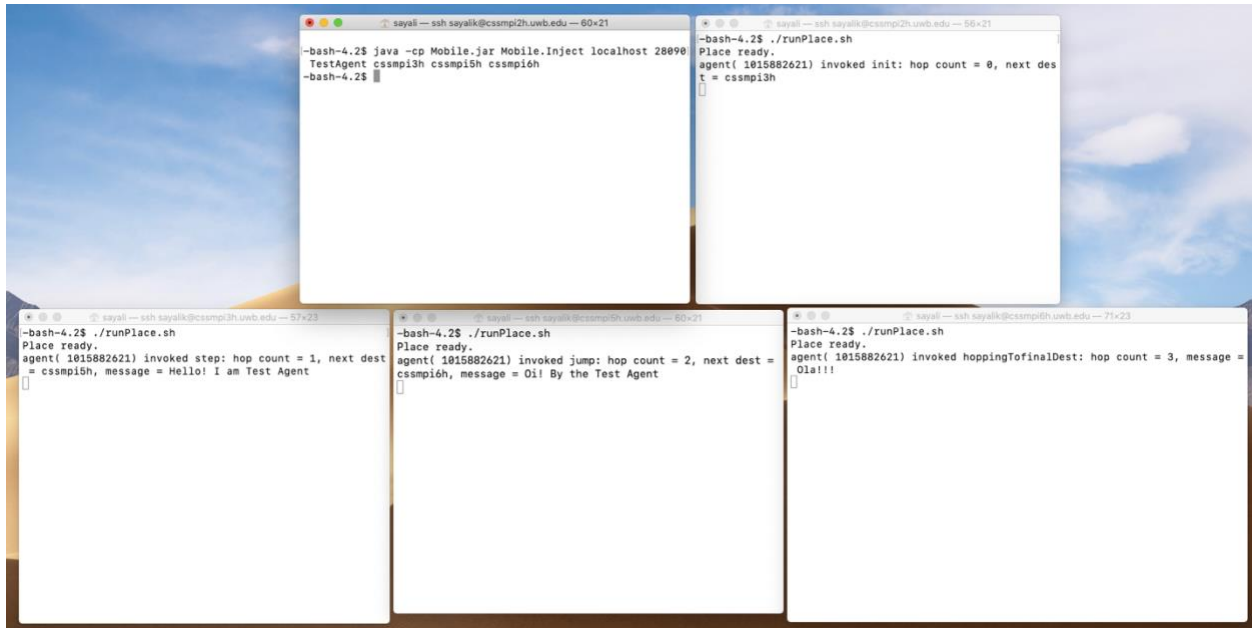 sayali — ssh sayalik@cssmpi2h.uwb.edu — 60×21
-bash-4.2$ java -cp Mobile.jar Mobile.Inject localhost 28090
TestAgent cssmpi3h cssmpi5h cssmpi6h
-bash-4.2$
sayali — ssh sayalik@cssmpi2h.uwb.edu — 56×21
-bash-4.2$ ./runPlace.sh
Place ready.
agent( 1015882621) invoked init: hop count = 0, next des
t = cssmpi3h
sayali — ssh sayalik@cssmpi3h.uwb.edu — 57×23
-bash-4.2$ ./runPlace.sh
Place ready.
agent( 1015882621) invoked step: hop count = 1, next dest
= cssmpi5h, message = Hello! I am Test Agent
sayali — ssh sayalik@cssmpi5h.uwb.edu — 60×21
-bash-4.2$ ./runPlace.sh
Place ready.
agent( 1015882621) invoked jump: hop count = 2, next dest =
cssmpi6h, message = Oi! By the Test Agent
sayali — ssh sayalik@cssmpi6h.uwb.edu — 71×23
-bash-4.2$ ./runPlace.sh
Place ready.
agent( 1015882621) invoked hoppingTofinalDest: hop count = 3, message =
Ola!!!